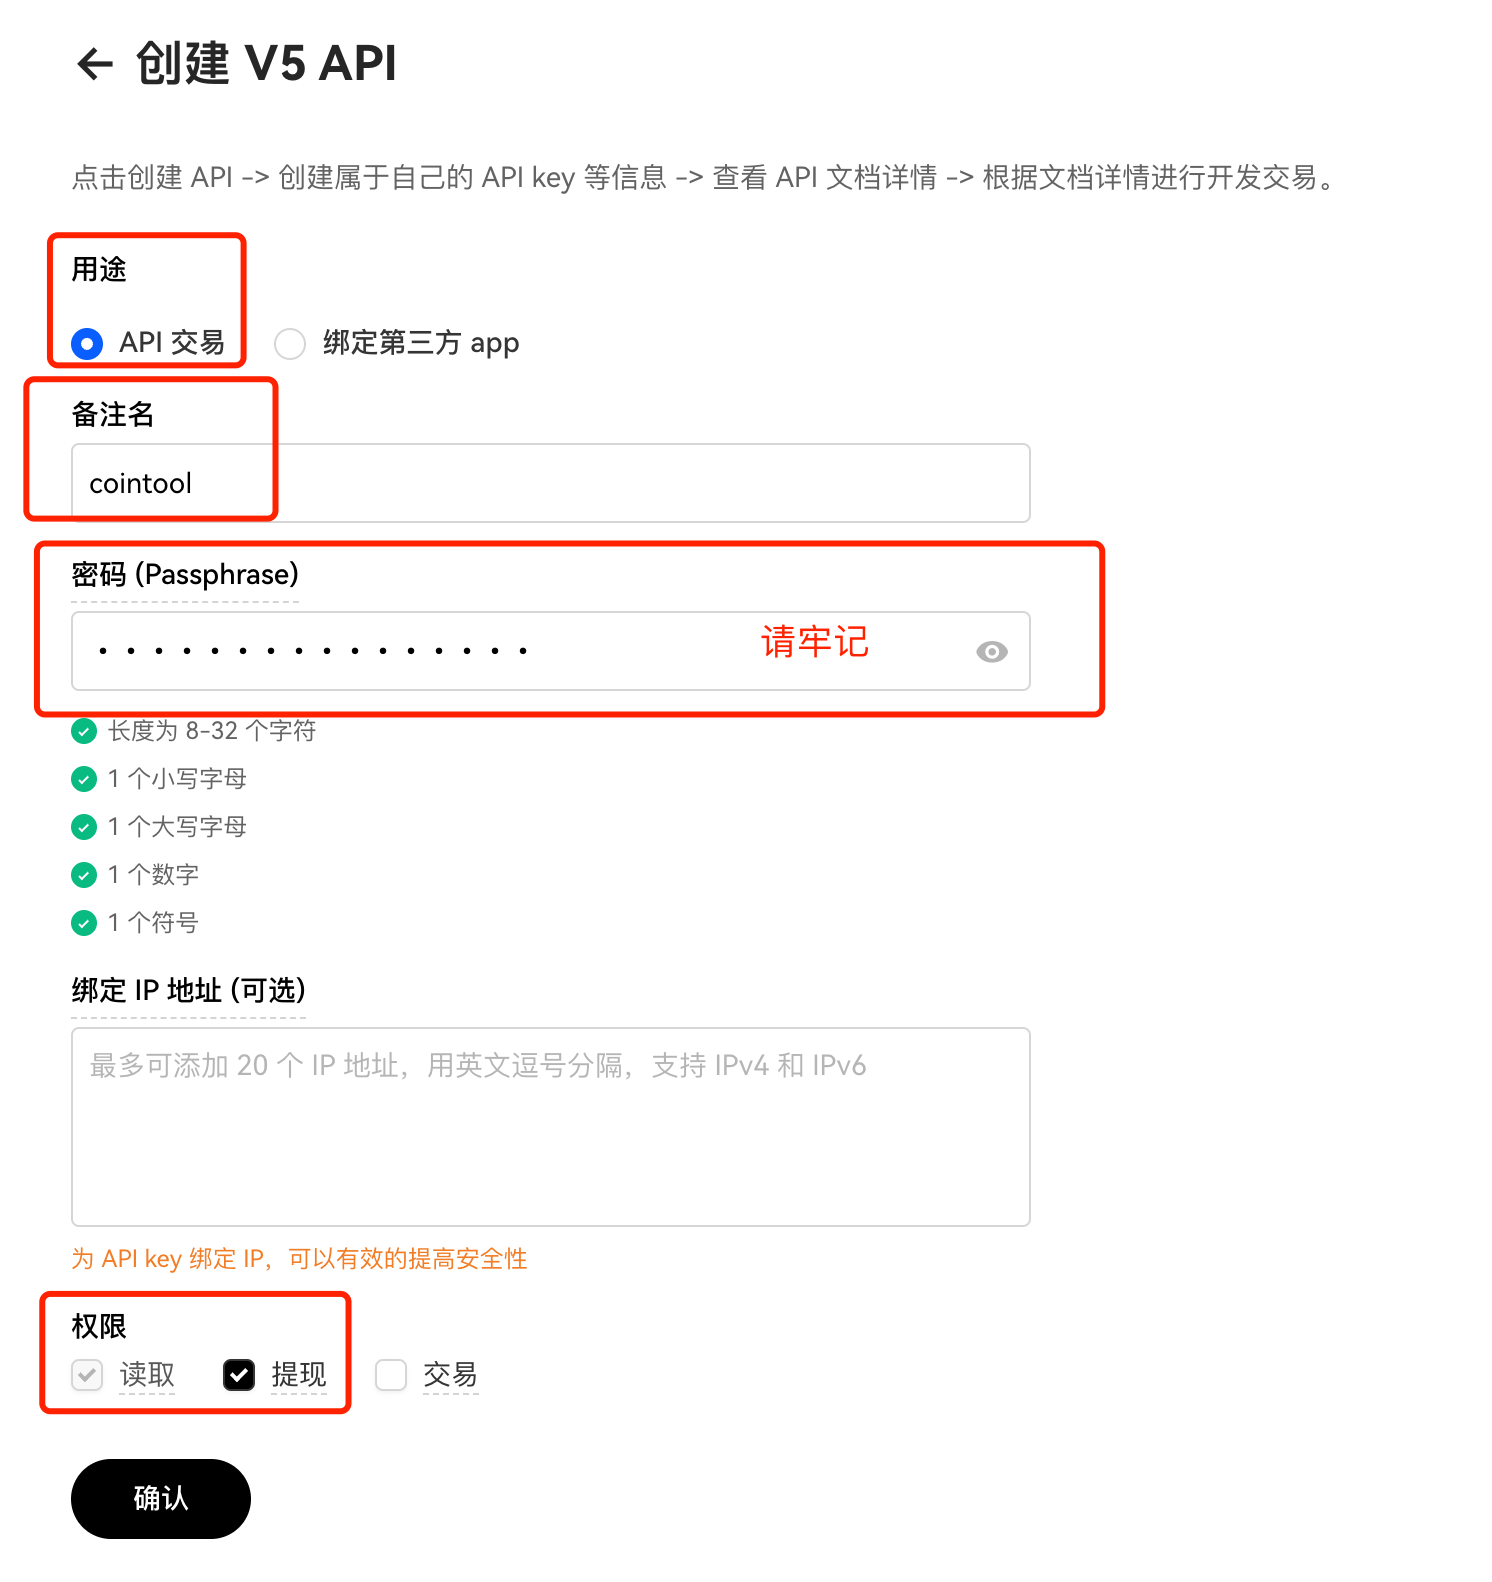 创建 V5 API
点击创建 API -> 创建属于自己的 API key 等信息 -> 查看 API 文档详情 -> 根据文档详情进行开发交易。
用途
API 交易 绑定第三方 app
备注名
cointool
密码 (Passphrase)
请牢记
长度为 8-32 个字符
1 个小写字母
1 个大写字母
1 个数字
1 个符号
绑定 IP 地址 (可选)
最多可添加 20 个 IP 地址，用英文逗号分隔，支持 IPv4 和 IPv6
为 API key 绑定 IP，可以有效的提高安全性
权限
读取 提现 交易
确认